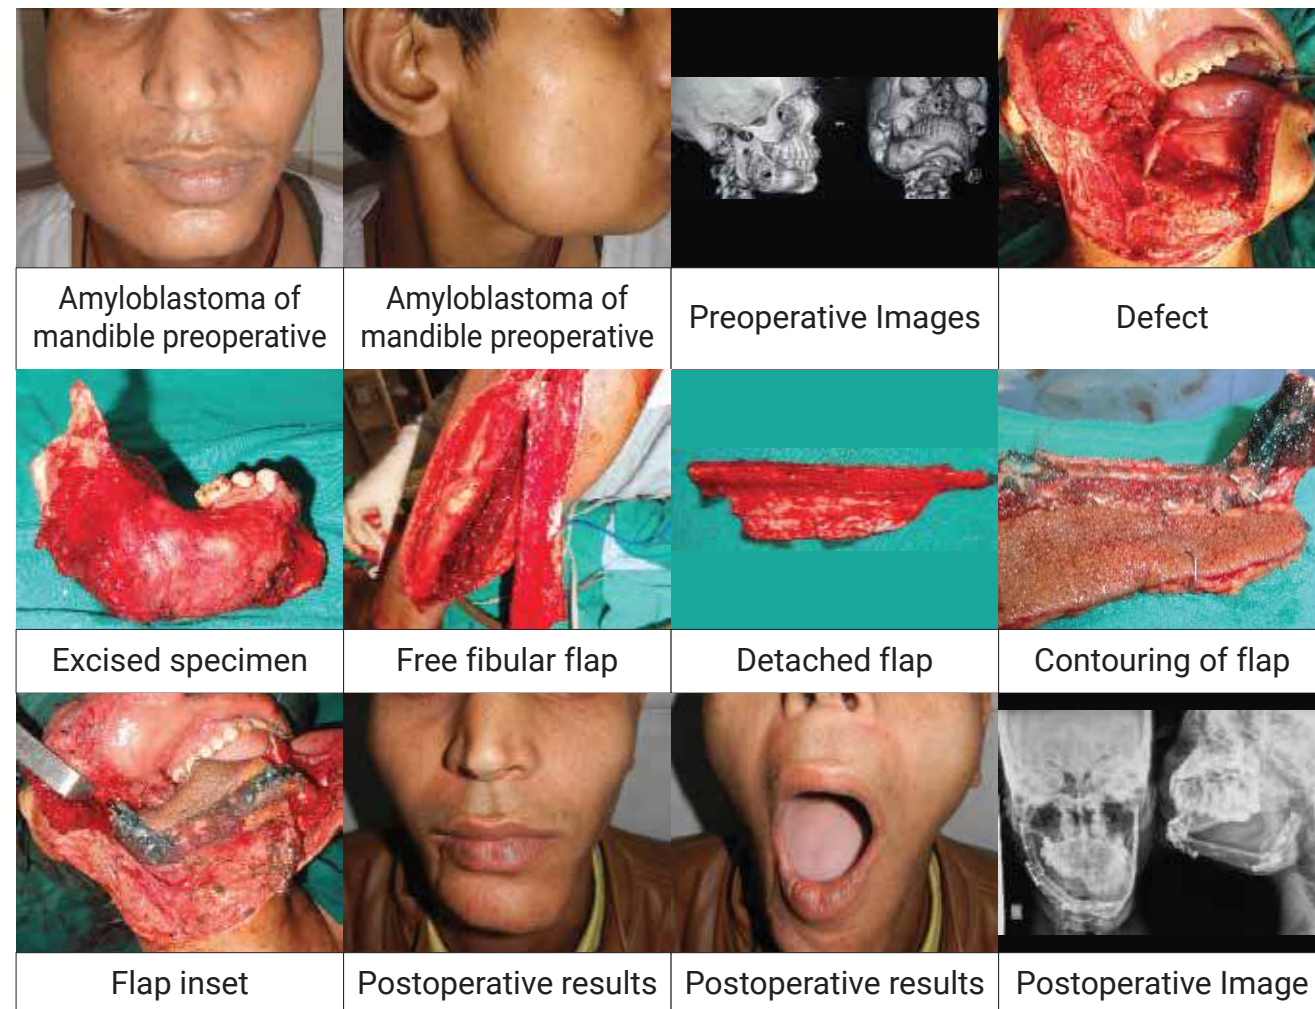 Amyloblastoma of
mandible preoperative
Amyloblastoma of
mandible preoperative
Preoperative Images
Defect
Excised specimen
Free fibular flap
Detached flap
Contouring of flap
Flap inset
Postoperative results
Postoperative results
Postoperative Image